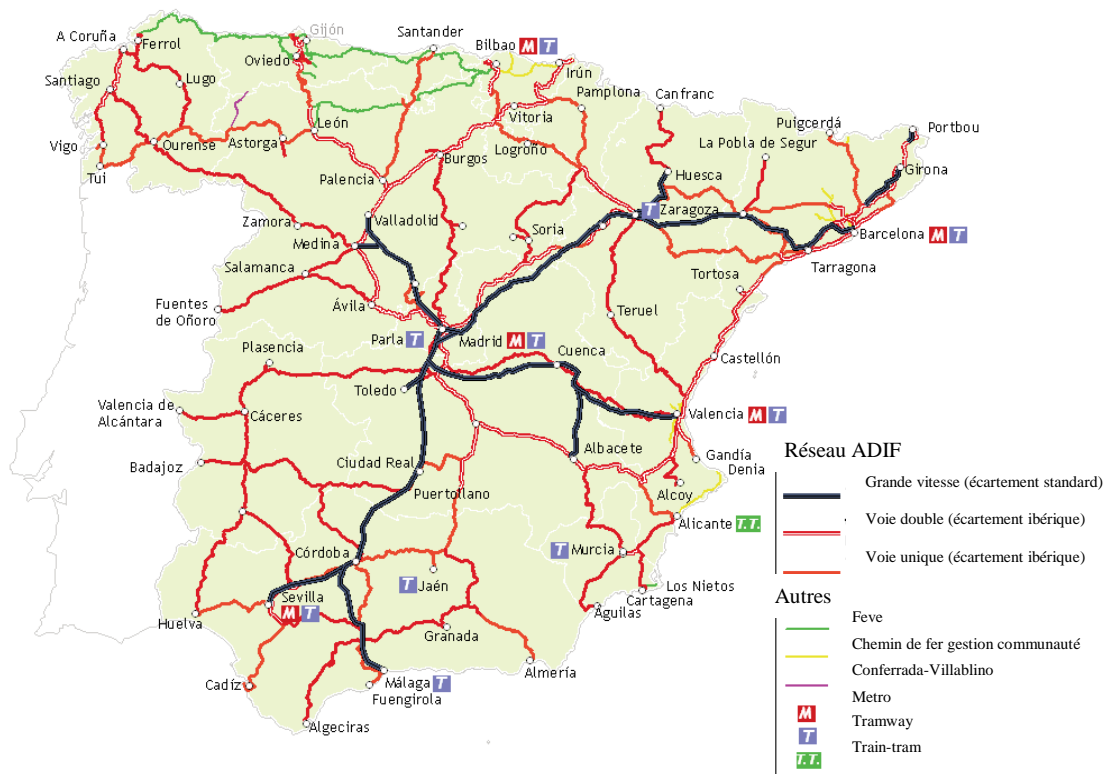 Gijón
A Coruña
Ferrol
Santander
Bilbao M T
Oviedo
Irún
Santiago
Lugo
Pamplona
Canfranc
Puigcerdá
Portbou
Vitoria
León
La Pobla de Segur
Vigo
Ourense
Astorga
Logroño
Burgos
Girona
Tui
Palencia
Huesca
Zamora
Valladolid
T Zaragoza
Soria
Barcelona M T
Medina
Salamanca
Tarragona
Tortosa
Fuentes
de Oñoro
Ávila
Teruel
Parla T
Madrid M T
Cuenca
Castellón
Plasencia
Toledo
Valencia de
Alcántara
Cáceres
Valencia M T
Albacete
Gandía
Denia
Badajoz
Ciudad Real
Puertollano
Alcoy
Alicante T.T.
Córdoba
T Murcia
T Jaén
Los Nietos
Cartagena
Sevilla
M T
Águilas
Huelva
Granada
Almería
Cadíz
Málaga T
Fuengirola
Algeciras
Réseau ADIF
Grande vitesse (écartement standard)
Voie double (écartement ibérique)
Voie unique (écartement ibérique)
Autres
Feve
Chemin de fer gestion communauté
Conferrada-Villablino
Metro
M
Tramway
T
Train-tram
T.T.